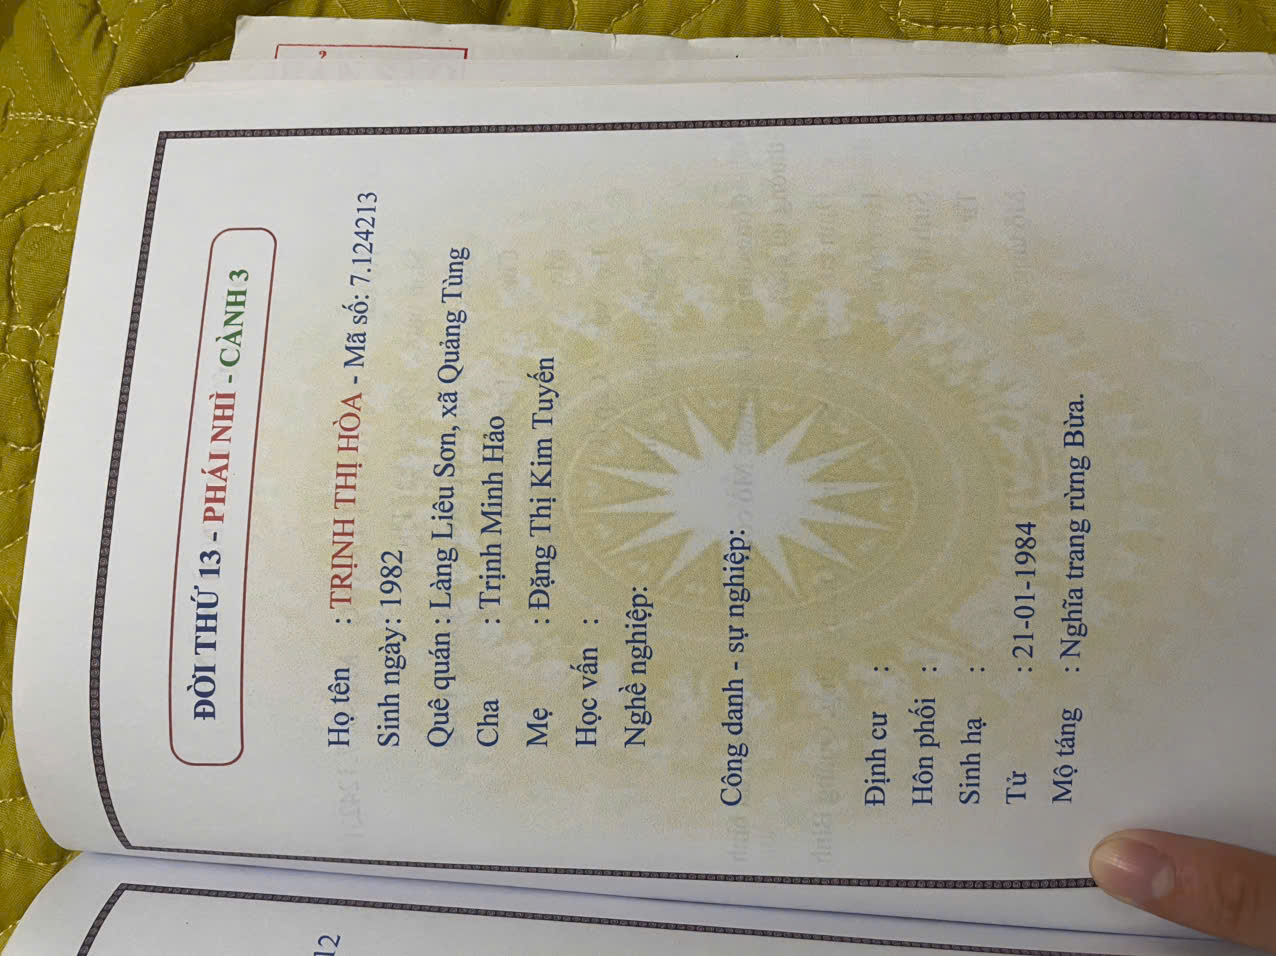 ĐỜI THỨ 13 - PHÁI NHÌ - CÀNH 3
Họ tên : TRỊNH THỊ HÒA - Mã số: 7.124213
Sinh ngày: 1982
Quê quán : Làng Liêu Sơn, xã Quảng Tùng
Cha : Trịnh Minh Hảo
Mẹ : Đặng Thị Kim Tuyến
Học vấn :
Nghề nghiệp:
Công danh - sự nghiệp:
Định cư :
Hôn phối :
Sinh hạ :
Tử : 21-01-1984
Mộ táng : Nghĩa trang rừng Bừa.
12